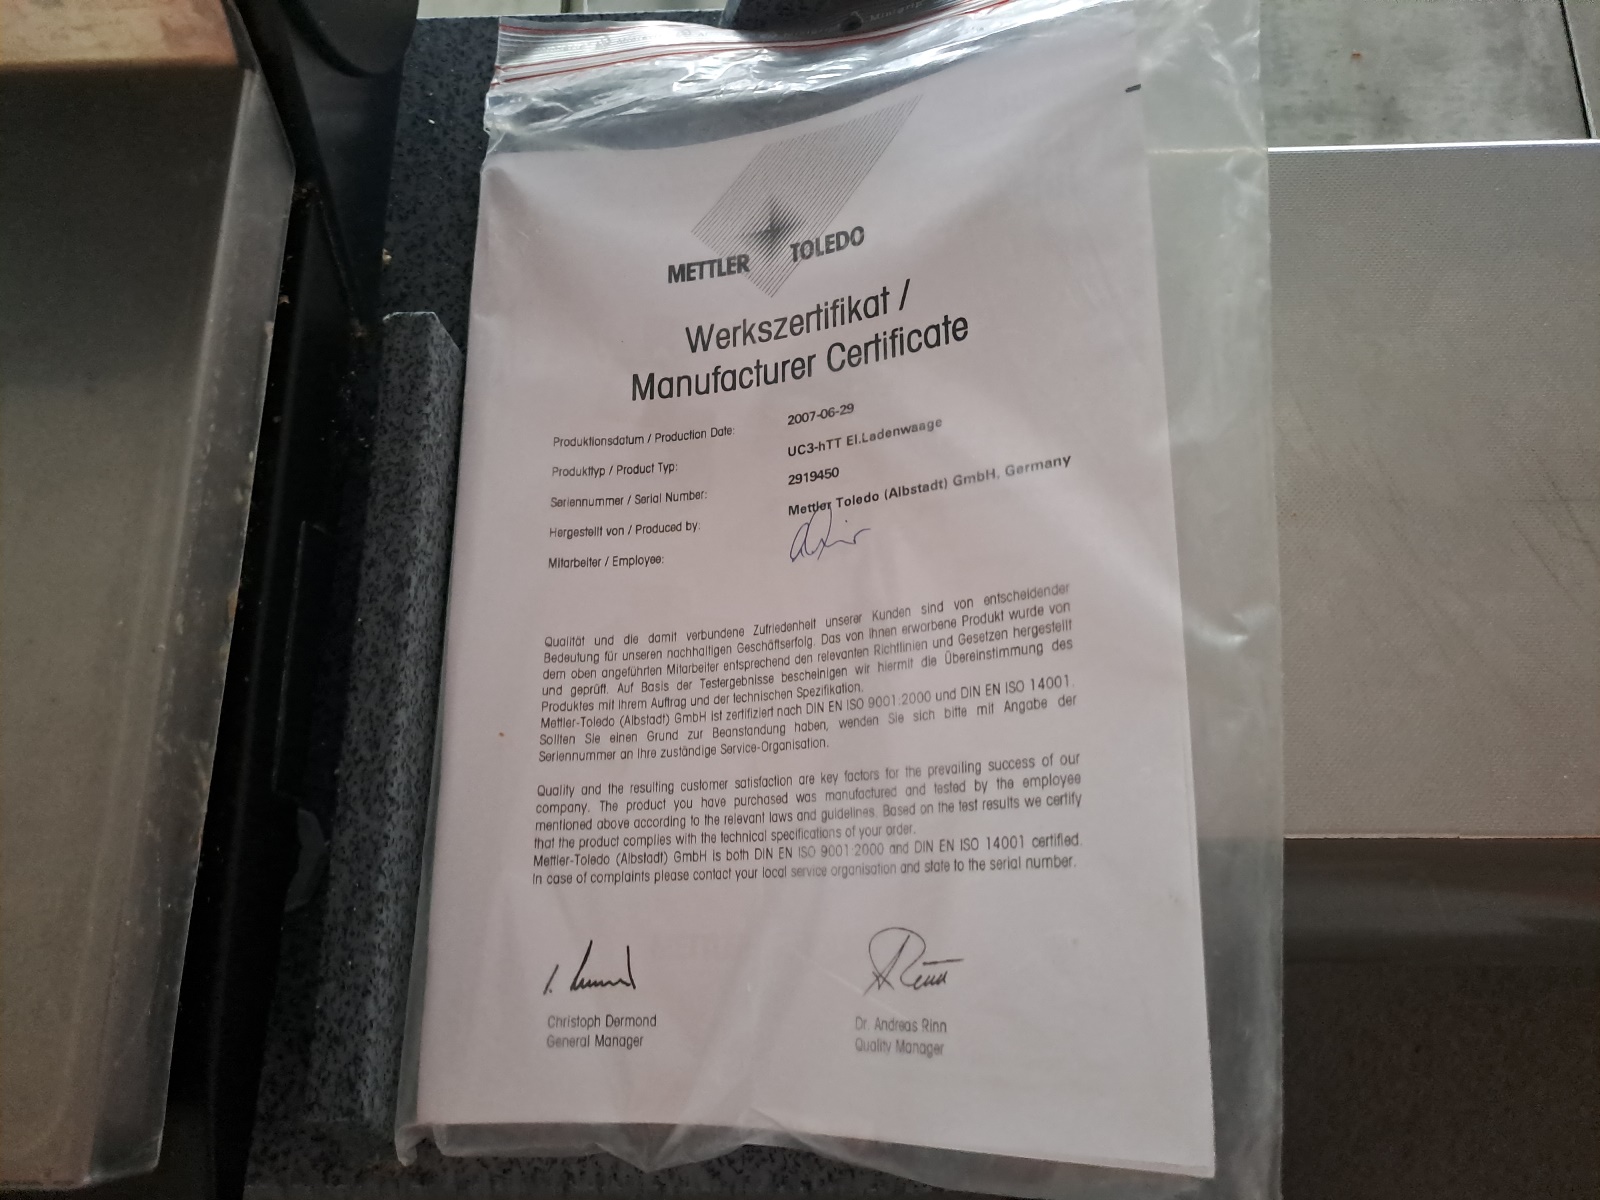 Minigrip
METTLER TOLEDO
Werkszertifikat /
Manufacturer Certificate
Produktionsdatum / Production Date: 2007-06-29
Produkttyp / Product Typ: UC3-hTT El.Ladenwaage
Seriennummer / Serial Number: 2919450
Hergestellt von / Produced by: Mettler Toledo (Albstadt) GmbH, Germany
Mitarbeiter / Employee:
Qualität und die damit verbundene Zufriedenheit unserer Kunden sind von entscheidender
Bedeutung für unseren nachhaltigen Geschäftserfolg. Das von Ihnen erworbene Produkt wurde von
dem oben angeführten Mitarbeiter entsprechend den relevanten Richtlinien und Gesetzen hergestellt
und geprüft. Auf Basis der Testergebnisse bescheinigen wir hiermit die Übereinstimmung des
Produktes mit Ihrem Auftrag und der technischen Spezifikation.
Mettler-Toledo (Albstadt) GmbH ist zertifiziert nach DIN EN ISO 9001:2000 und DIN EN ISO 14001.
Sollten Sie einen Grund zur Beanstandung haben, wenden Sie sich bitte mit Angabe der
Seriennummer an Ihre zuständige Service-Organisation.
Quality and the resulting customer satisfaction are key factors for the prevailing success of our
company. The product you have purchased was manufactured and tested by the employee
mentioned above according to the relevant laws and guidelines. Based on the test results we certify
that the product complies with the technical specifications of your order.
Mettler-Toledo (Albstadt) GmbH is both DIN EN ISO 9001:2000 and DIN EN ISO 14001 certified.
In case of complaints please contact your local service organisation and state to the serial number.
Christoph Dermond
General Manager
Dr. Andreas Rinn
Quality Manager